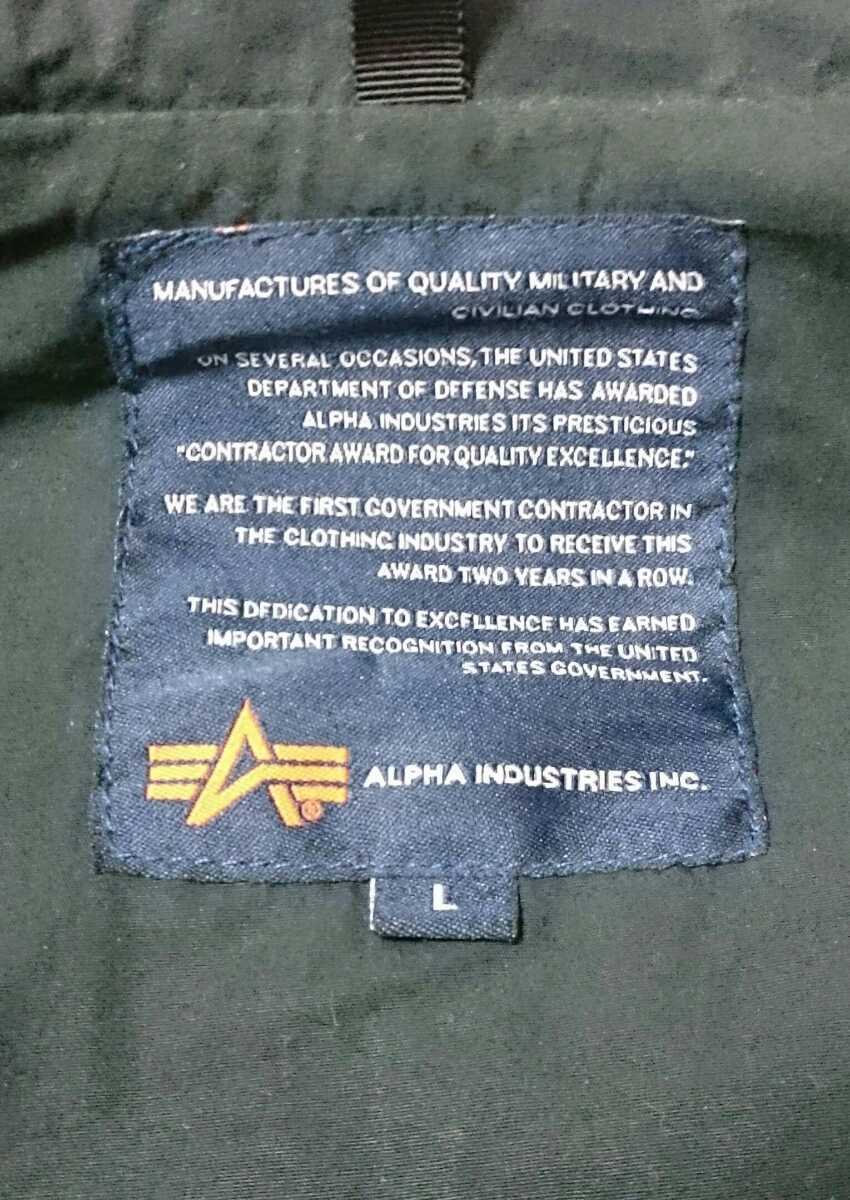 MANUFACTURES OF QUALITY MILITARY AND
CIVILIAN CLOTHING.
ON SEVERAL OCCASIONS, THE UNITED STATES
DEPARTMENT OF DEFENSE HAS AWARDED
ALPHA INDUSTRIES ITS PRESTICIOUS
"CONTRACTOR AWARD FOR QUALITY EXCELLENCE."
WE ARE THE FIRST GOVERNMENT CONTRACTOR IN
THE CLOTHING INDUSTRY TO RECEIVE THIS
AWARD TWO YEARS IN A ROW.
THIS DEDICATION TO EXCELLENCE HAS EARNED
IMPORTANT RECOGNITION FROM THE UNITED
STATES GOVERNMENT.
® ALPHA INDUSTRIES INC.
L